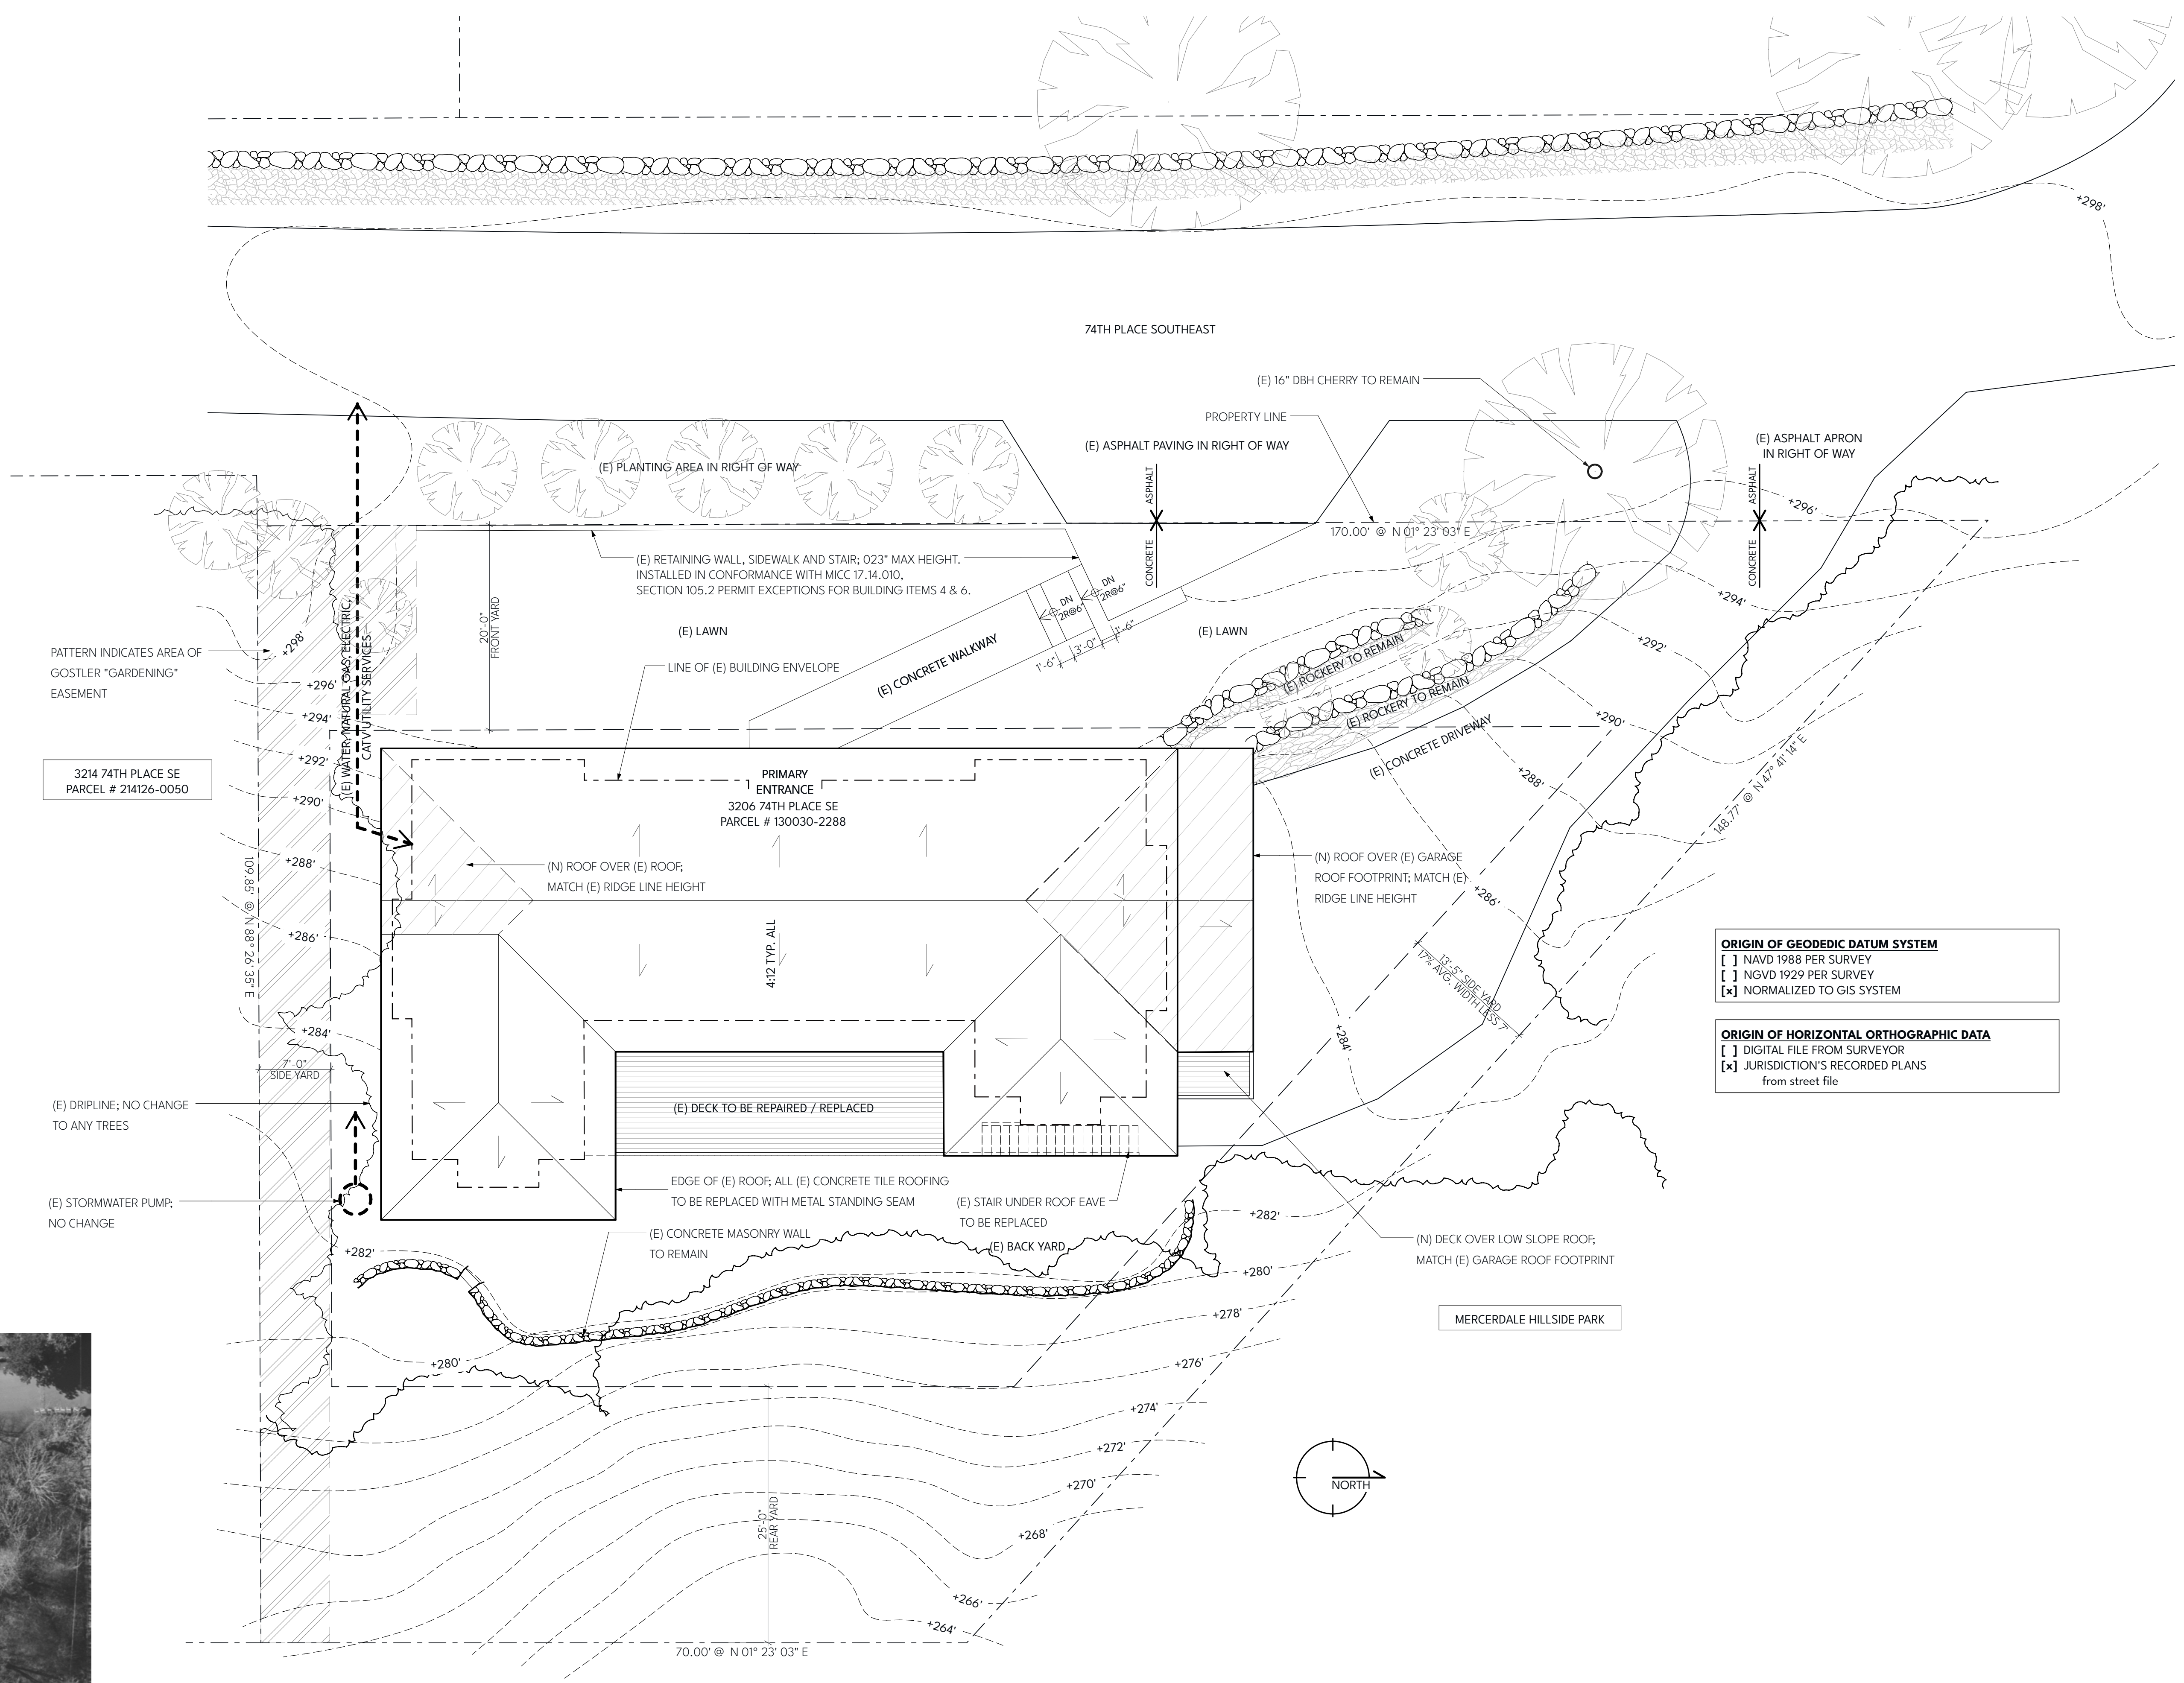 +298'
74TH PLACE SOUTHEAST
(E) 16" DBH CHERRY TO REMAIN
PROPERTY LINE
(E) ASPHALT PAVING IN RIGHT OF WAY
(E) ASPHALT APRON
IN RIGHT OF WAY
(E) PLANTING AREA IN RIGHT OF WAY
ASPHALT
CONCRETE
ASPHALT
CONCRETE
+296'
170.00' @ N 01° 23' 03" E
(E) RETAINING WALL, SIDEWALK AND STAIR; 023" MAX HEIGHT.
INSTALLED IN CONFORMANCE WITH MICC 17.14.010,
SECTION 105.2 PERMIT EXCEPTIONS FOR BUILDING ITEMS 4 & 6.
DN
2R@6"
DN
2R@6"
1'-6"
3'-0"
1'-6"
20'-0"
FRONT YARD
(E) LAWN
(E) LAWN
+294'
+292'
+290'
+288'
+286'
+284'
LINE OF (E) BUILDING ENVELOPE
(E) CONCRETE WALKWAY
(E) ROCKERY TO REMAIN
(E) ROCKERY TO REMAIN
(E) CONCRETE DRIVEWAY
148.77' @ N 47° 41' 14" E
PATTERN INDICATES AREA OF
GOSTLER "GARDENING"
EASEMENT
(E) WATER, NATURAL GAS, ELECTRIC,
CATV UTILITY SERVICES
+298'
+296'
+294'
+292'
+290'
+288'
+286'
+284'
3214 74TH PLACE SE
PARCEL # 214126-0050
109.85' @ N 88° 26' 35" E
PRIMARY
ENTRANCE
3206 74TH PLACE SE
PARCEL # 130030-2288
(N) ROOF OVER (E) ROOF;
MATCH (E) RIDGE LINE HEIGHT
4:12 TYP. ALL
(N) ROOF OVER (E) GARAGE
ROOF FOOTPRINT; MATCH (E)
RIDGE LINE HEIGHT
13'-5" SIDE YARD
17% AVG. WIDTH LESS 7'
ORIGIN OF GEODEDIC DATUM SYSTEM
[ ] NAVD 1988 PER SURVEY
[ ] NGVD 1929 PER SURVEY
[x] NORMALIZED TO GIS SYSTEM
ORIGIN OF HORIZONTAL ORTHOGRAPHIC DATA
[ ] DIGITAL FILE FROM SURVEYOR
[x] JURISDICTION'S RECORDED PLANS
from street file
7'-0"
SIDE YARD
(E) DRIPLINE; NO CHANGE
TO ANY TREES
(E) DECK TO BE REPAIRED / REPLACED
(E) STORMWATER PUMP;
NO CHANGE
EDGE OF (E) ROOF; ALL (E) CONCRETE TILE ROOFING
TO BE REPLACED WITH METAL STANDING SEAM
(E) STAIR UNDER ROOF EAVE
TO BE REPLACED
(E) CONCRETE MASONRY WALL
TO REMAIN
(E) BACK YARD
(N) DECK OVER LOW SLOPE ROOF;
MATCH (E) GARAGE ROOF FOOTPRINT
MERCERDALE HILLSIDE PARK
+282'
+280'
+282'
+280'
+278'
+276'
+274'
+272'
+270'
+268'
+266'
+264'
25'-0"
REAR YARD
NORTH
70.00' @ N 01° 23' 03" E